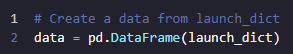 1 # Create a data from launch_dict
2 data = pd.DataFrame(launch_dict)